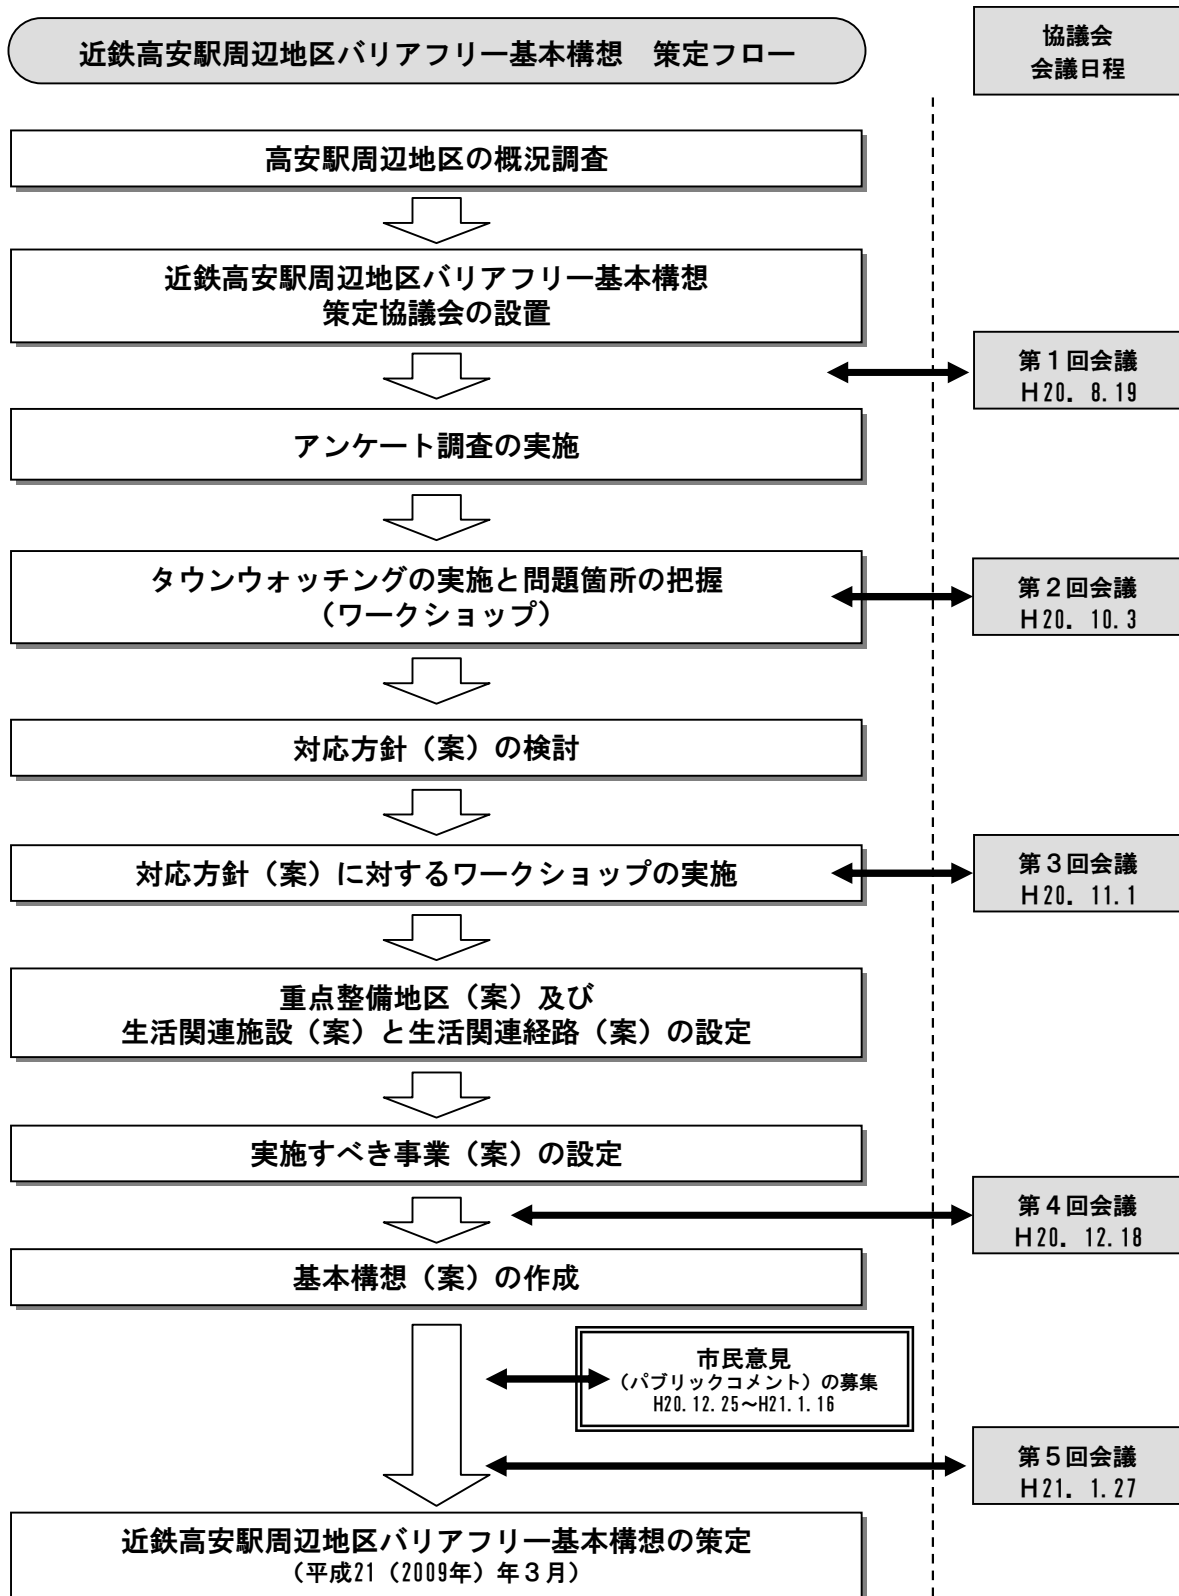 近鉄高安駅周辺地区バリアフリー基本構想　策定フロー
協議会
会議日程
高安駅周辺地区の概況調査
近鉄高安駅周辺地区バリアフリー基本構想
策定協議会の設置
第１回会議
H20. 8.19
アンケート調査の実施
タウンウォッチングの実施と問題箇所の把握
（ワークショップ）
第２回会議
H20. 10.3
対応方針（案）の検討
対応方針（案）に対するワークショップの実施
第３回会議
H20. 11.1
重点整備地区（案）及び
生活関連施設（案）と生活関連経路（案）の設定
実施すべき事業（案）の設定
第４回会議
H20. 12.18
基本構想（案）の作成
市民意見
（パブリックコメント）の募集
H20.12.25～H21.1.16
第５回会議
H21. 1.27
近鉄高安駅周辺地区バリアフリー基本構想の策定
（平成21（2009年）年３月）